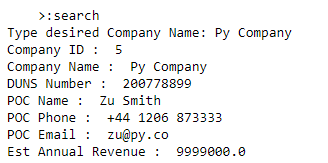 >:search
Type desired Company Name: Py Company
Company ID :  5
Company Name :  Py Company
DUNS Number :  200778899
POC Name :  Zu Smith
POC Phone :  +44 1206 873333
POC Email :  zu@py.co
Est Annual Revenue :  9999000.0